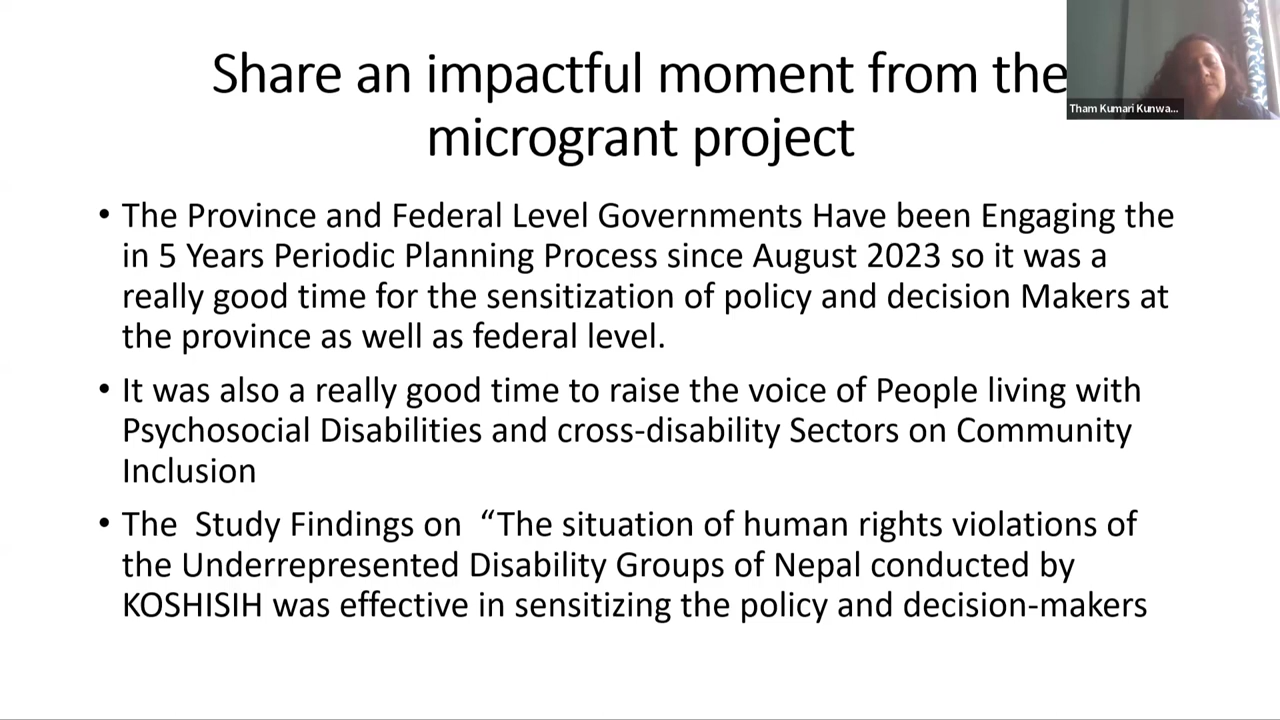 Share an impactful moment from the
microgrant project
Tham Kumari Kunwa...
• The Province and Federal Level Governments Have been Engaging the
in 5 Years Periodic Planning Process since August 2023 so it was a
really good time for the sensitization of policy and decision Makers at
the province as well as federal level.
• It was also a really good time to raise the voice of People living with
Psychosocial Disabilities and cross-disability Sectors on Community
Inclusion
• The  Study Findings on  “The situation of human rights violations of
the Underrepresented Disability Groups of Nepal conducted by
KOSHISIH was effective in sensitizing the policy and decision-makers